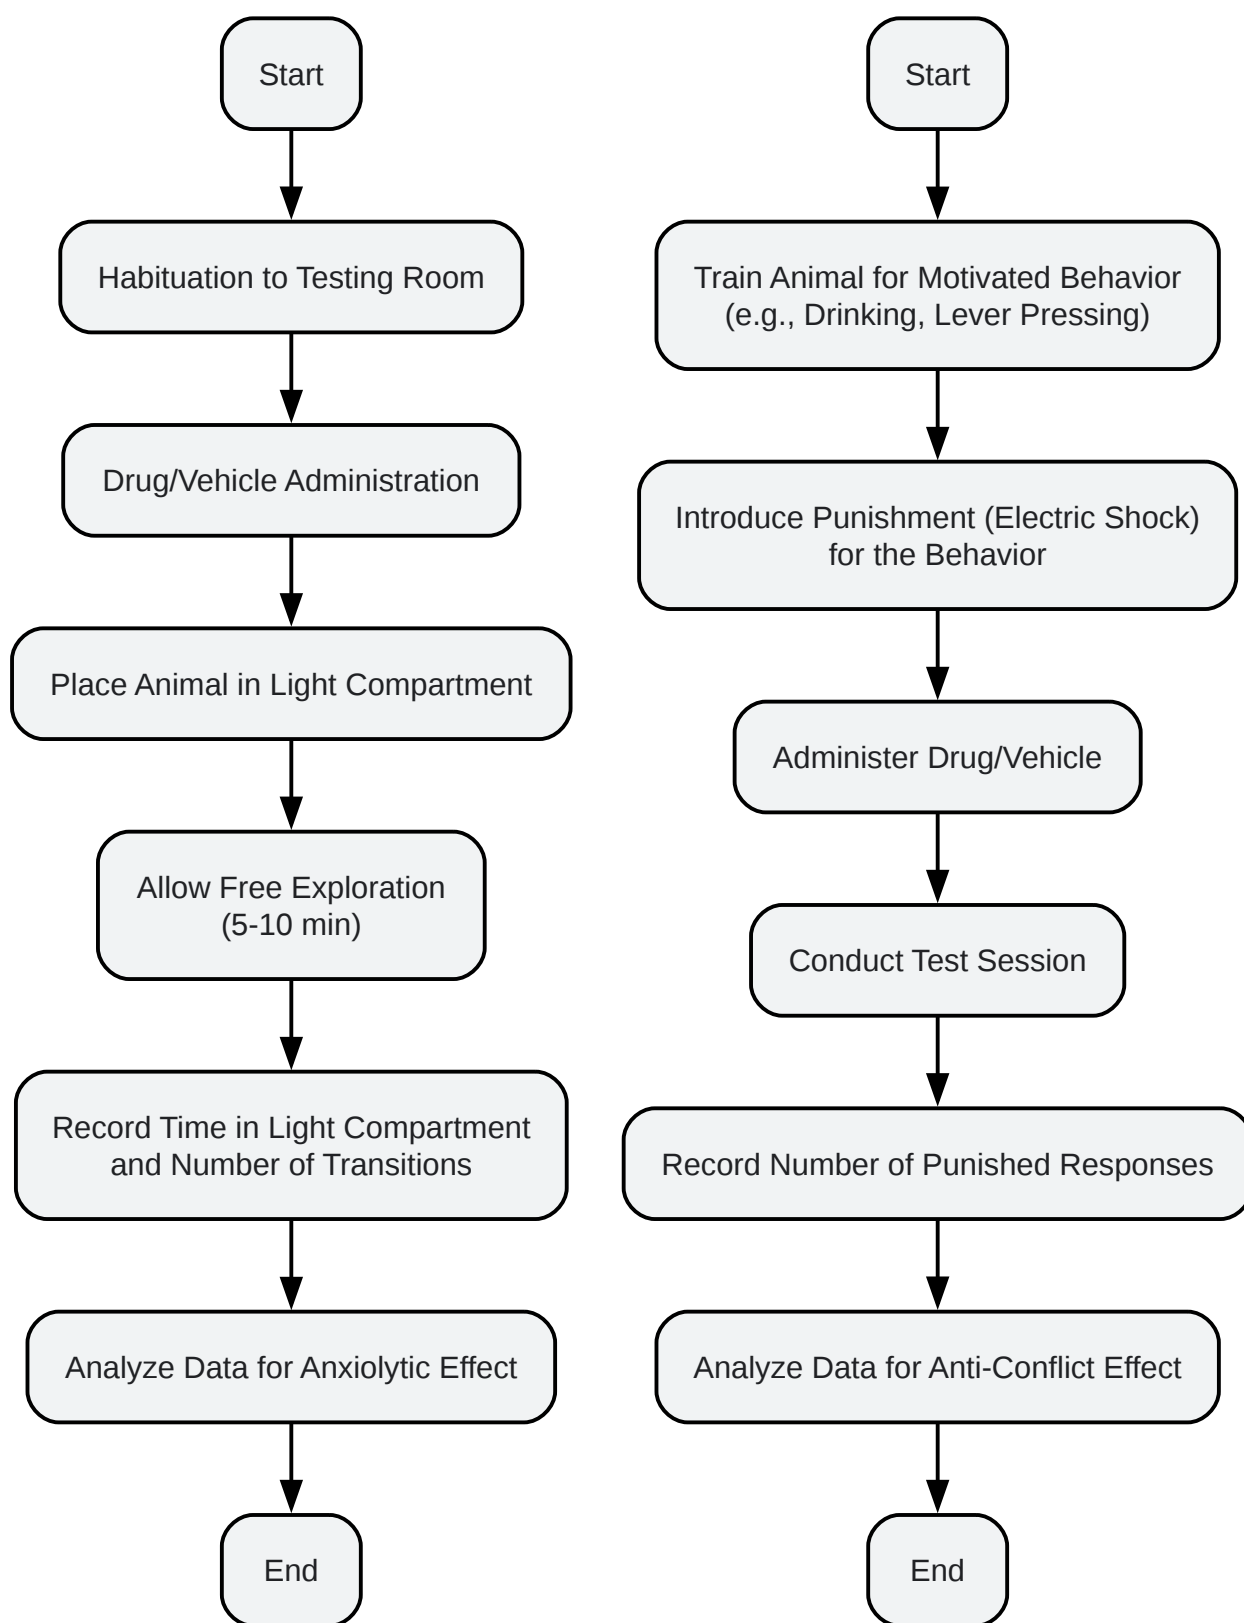 Start
Habituation to Testing Room
Drug/Vehicle Administration
Place Animal in Light Compartment
Allow Free Exploration
(5-10 min)
Record Time in Light Compartment
and Number of Transitions
Analyze Data for Anxiolytic Effect
End
Start
Train Animal for Motivated Behavior
(e.g., Drinking, Lever Pressing)
Introduce Punishment (Electric Shock)
for the Behavior
Administer Drug/Vehicle
Conduct Test Session
Record Number of Punished Responses
Analyze Data for Anti-Conflict Effect
End